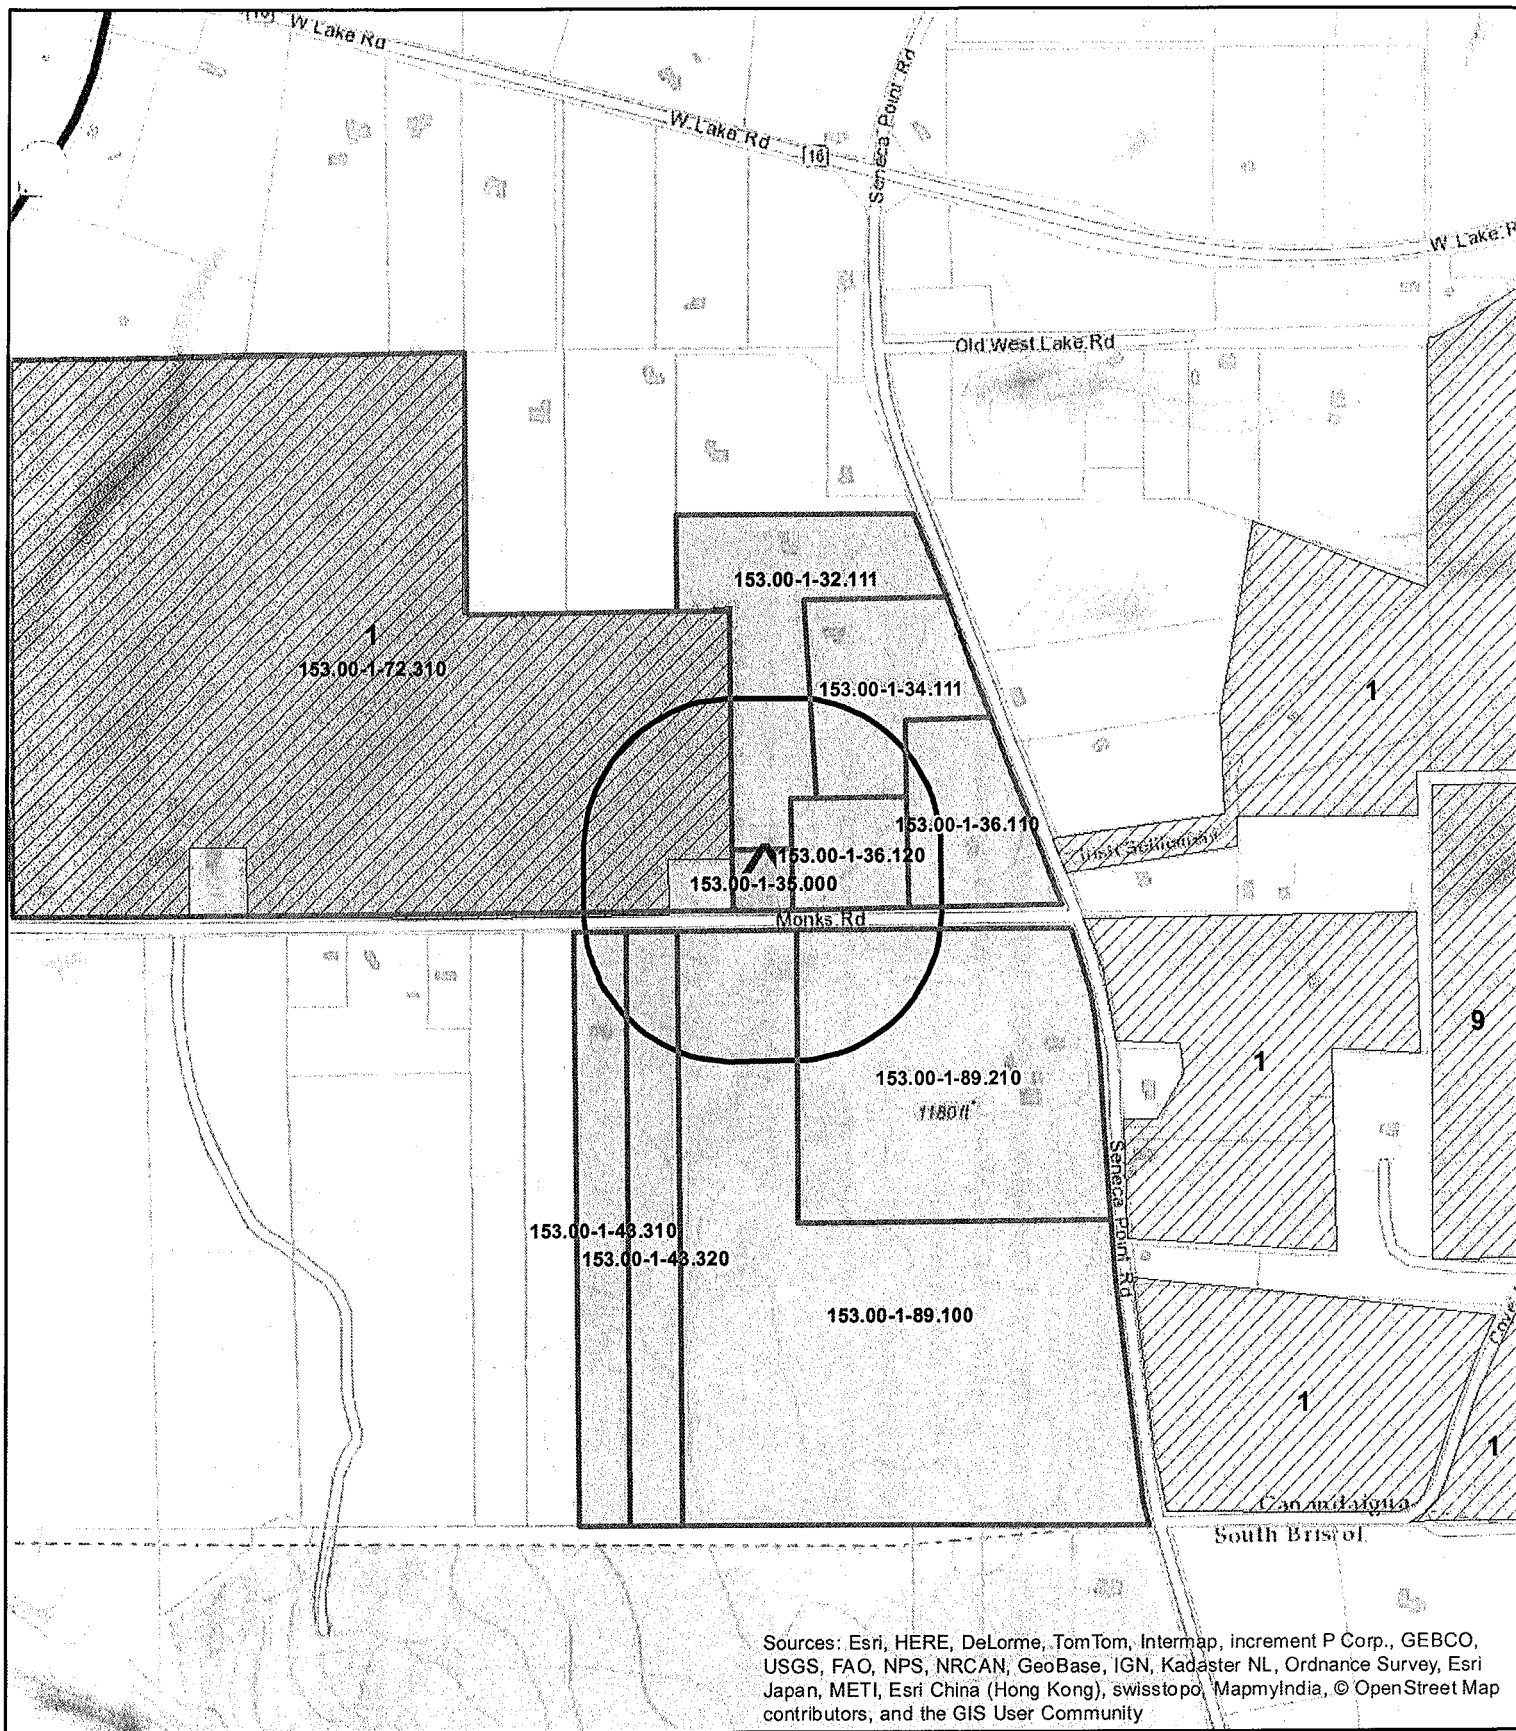 W Lake Rd
W Lake Rd
16
Seneca Point Rd
W Lake R
Old West Lake Rd
153.00-1-32.111
1
153.00-1-72.310
153.00-1-34.111
1
153.00-1-36.110
153.00-1-36.120
153.00-1-35.000
Monks Rd
9
1
153.00-1-89.210
1180 ft
Seneca Point Rd
153.00-1-43.310
153.00-1-43.320
153.00-1-89.100
1
1
Canandaigua
South Bristol
Sources: Esri, HERE, DeLorme, TomTom, Intermap, increment P Corp., GEBCO,
USGS, FAO, NPS, NRCAN, GeoBase, IGN, Kadaster NL, Ordnance Survey, Esri
Japan, METI, Esri China (Hong Kong), swisstopo, MapmyIndia, © OpenStreetMap
contributors, and the GIS User Community